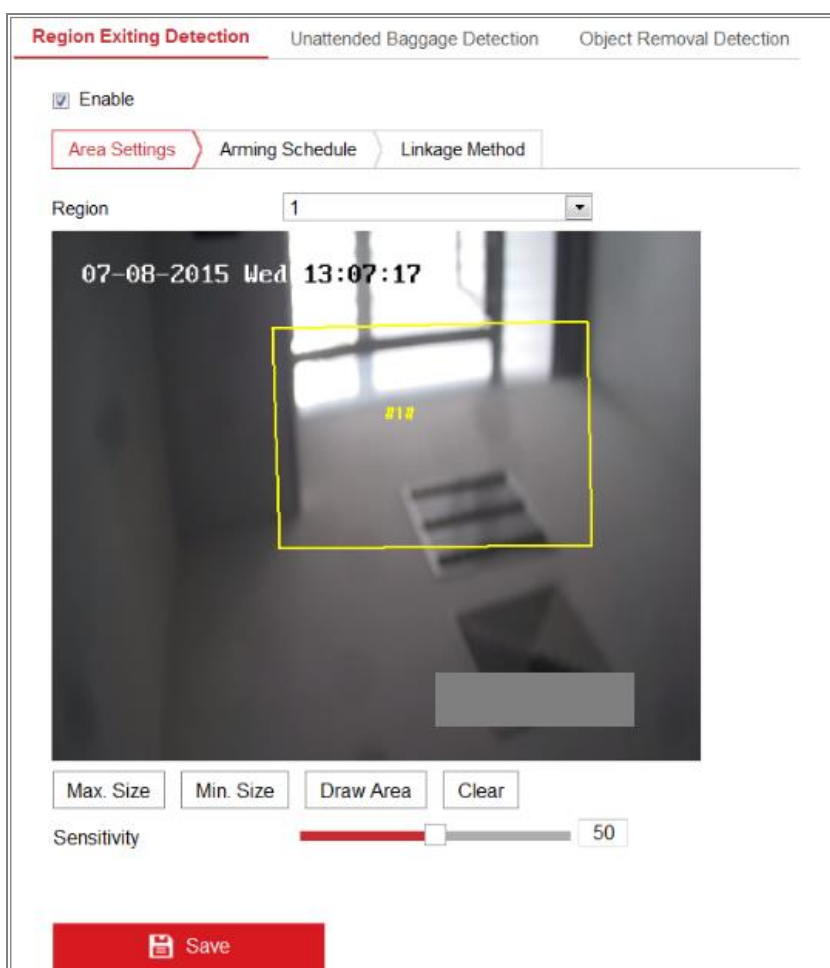 Region Exiting Detection Unattended Baggage Detection Object Removal Detection
Enable
Area Settings Arming Schedule Linkage Method
Region 1
07-08-2015 Wed 13:07:17
#1#
Max. Size Min. Size Draw Area Clear
Sensitivity 50
Save